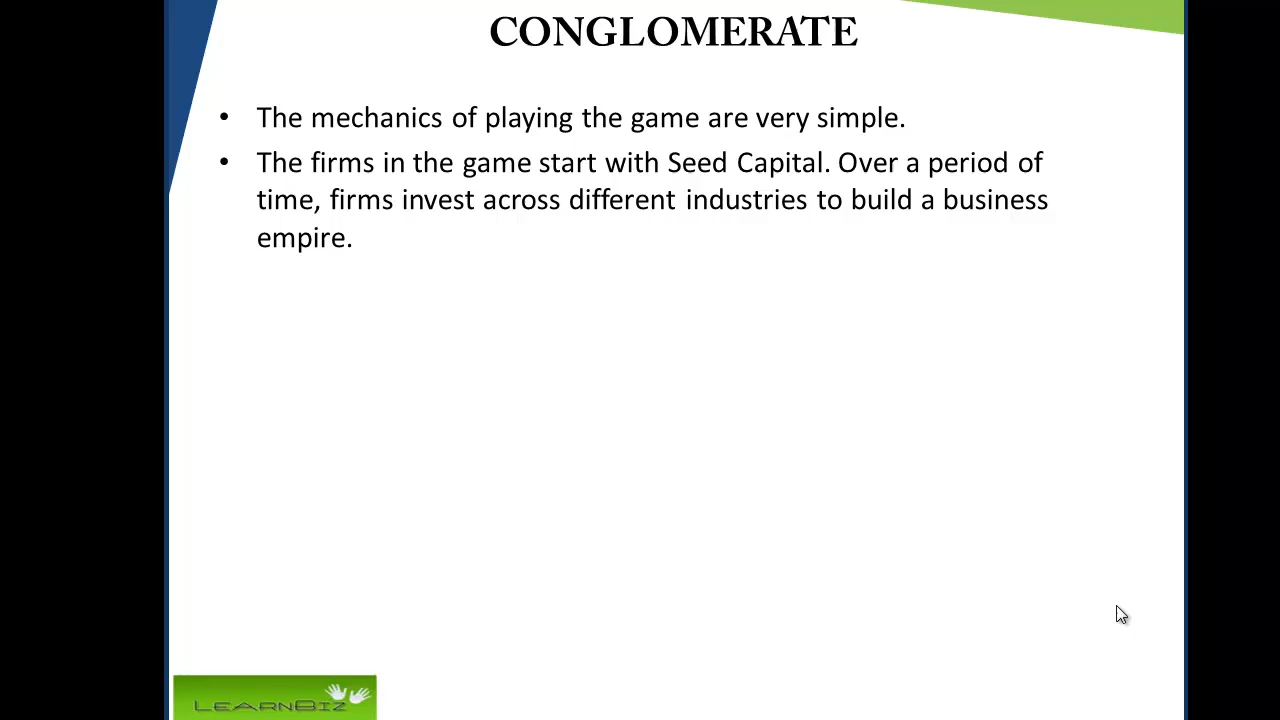 CONGLOMERATE
• The mechanics of playing the game are very simple.
• The firms in the game start with Seed Capital. Over a period of
time, firms invest across different industries to build a business
empire.
LEARNBIZ